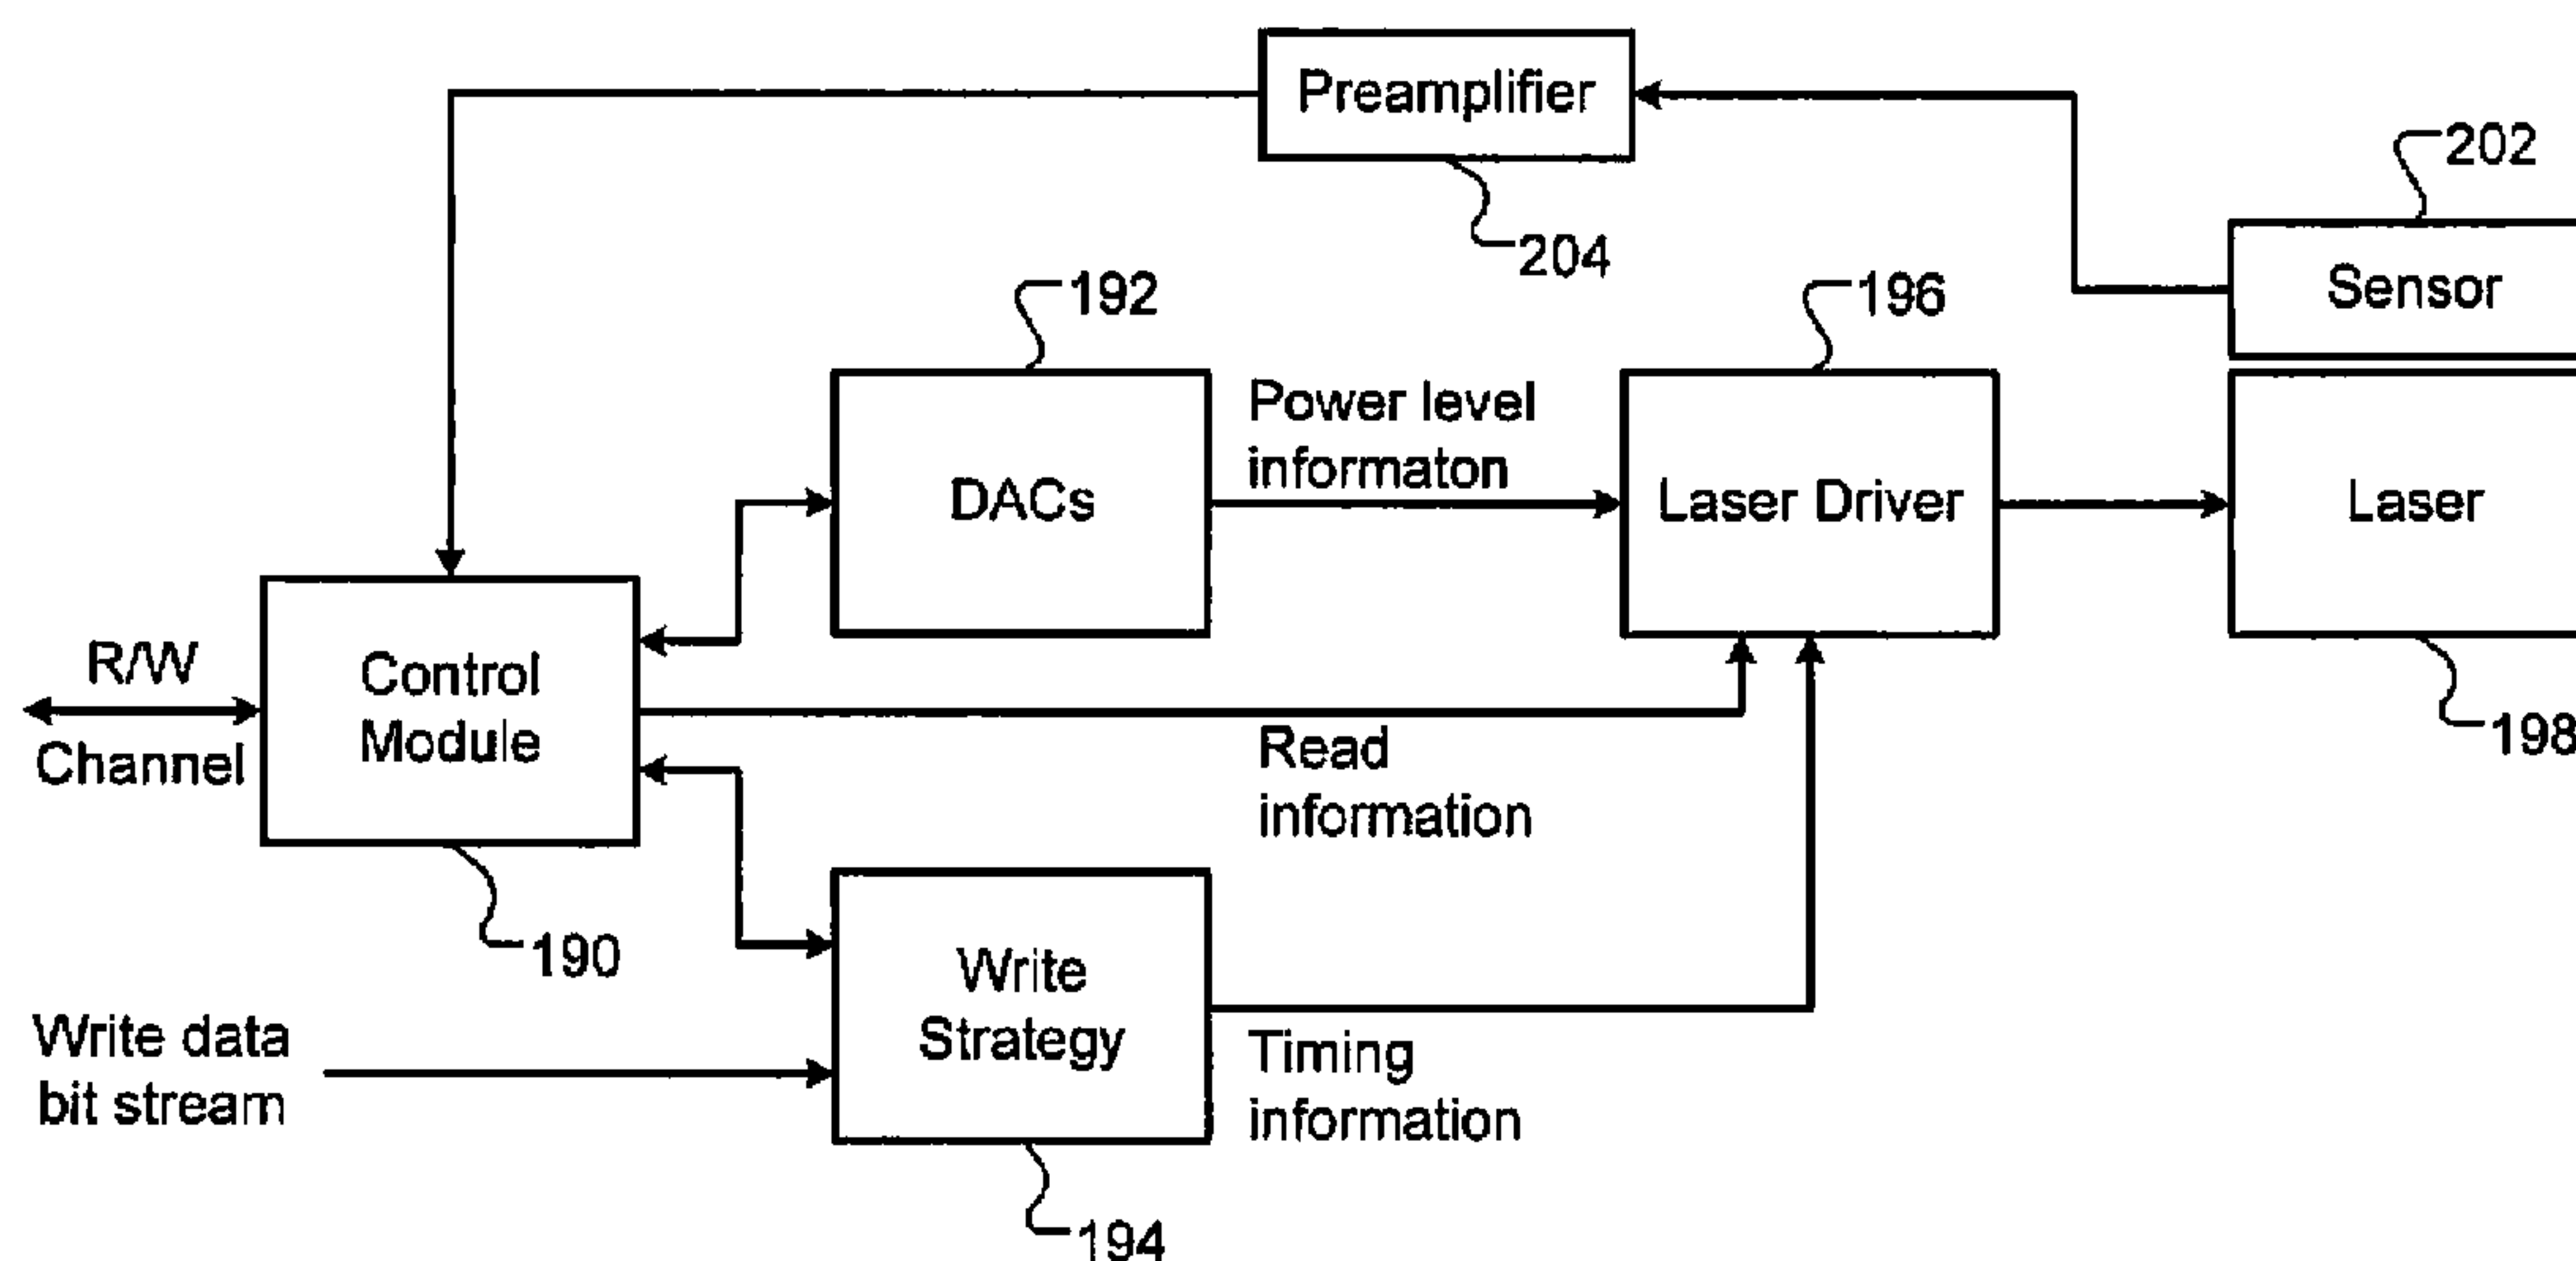 Preamplifier
202
204
Sensor
192
196
Power level
informaton
DACs
Laser Driver
Laser
R/W
Channel
Control
Module
198
Read
information
190
Write
Strategy
Write data
bit stream
Timing
information
194